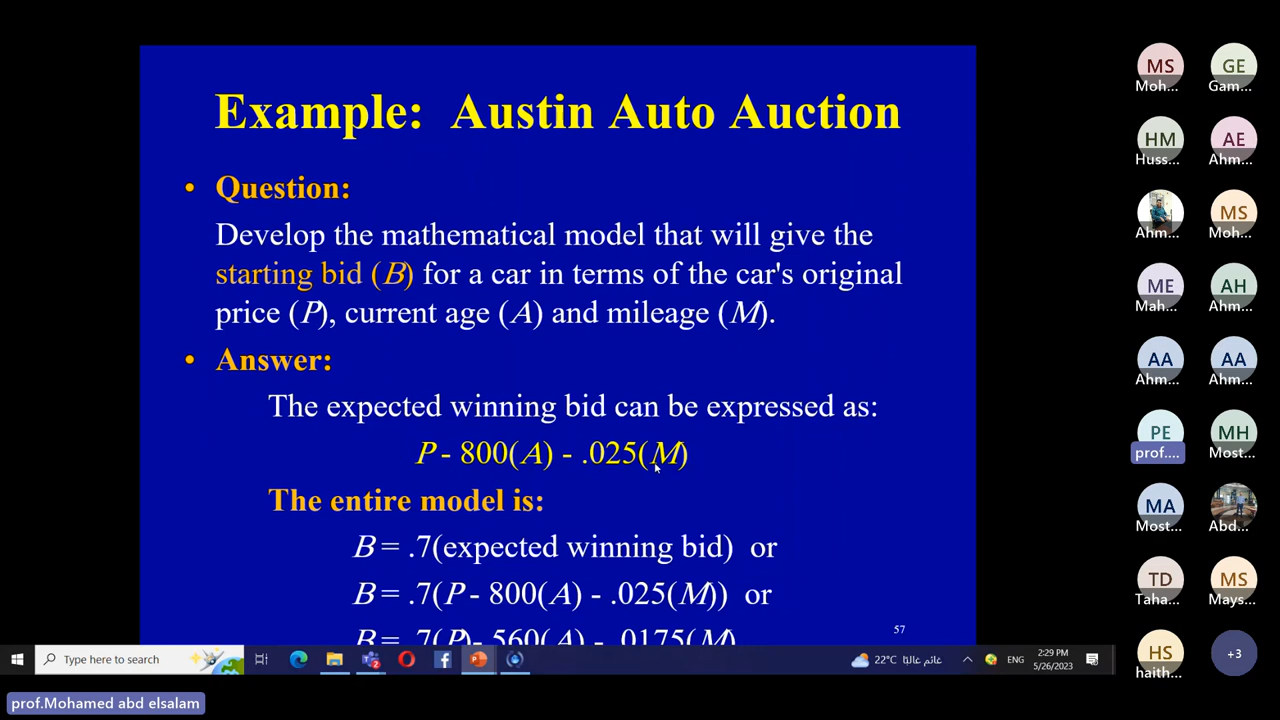 Example: Austin Auto Auction
• Question:
Develop the mathematical model that will give the
starting bid (B) for a car in terms of the car's original
price (P), current age (A) and mileage (M).
• Answer:
The expected winning bid can be expressed as:
P - 800(A) - .025(M)
The entire model is:
B = .7(expected winning bid) or
B = .7(P - 800(A) - .025(M)) or
B = .7(P)- 560(A) - .0175(M)
57
MS
Moh...
GE
Gam...
HM
Huss...
AE
Ahm...
Ahm...
MS
Moh...
ME
Mah...
AH
Ahm...
AA
Ahm...
AA
Ahm...
PE
prof....
MH
Most...
MA
Most...
Abd...
TD
Taha...
MS
Mays...
HS
haith...
+3
Type here to search
22°C غائم غالبًا
ENG
2:29 PM
5/26/2023
prof.Mohamed abd elsalam